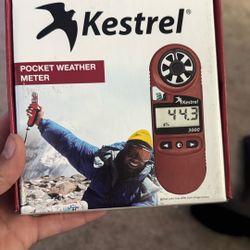 Kestrel®
POCKET WEATHER
METER
Kestrel
44.3
3000